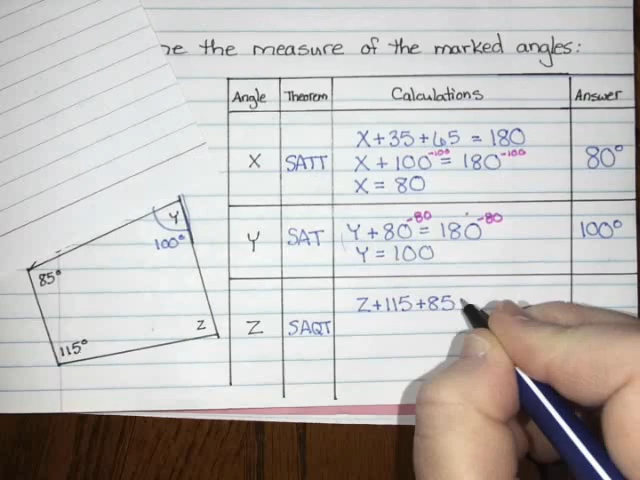 ne the measure of the marked angles:
Angle Theorem Calculations Answer
X SATT X + 35 + 65 = 180 80°
X + 100 -100 = 180 -100
X = 80
Y SAT Y + 80 -80 = 180 -80 100°
Y = 100
Z SAQT Z + 115 + 85
Y
100°
85°
115°
Z